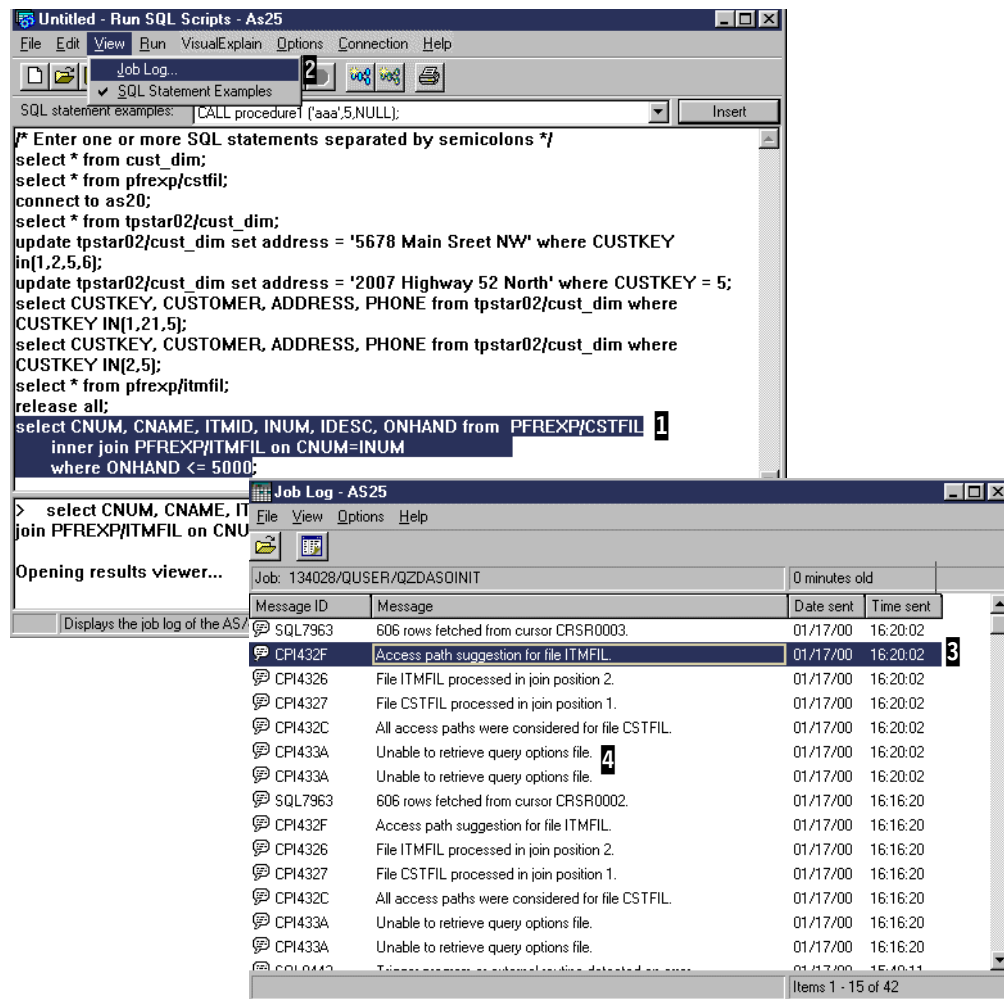 Untitled - Run SQL Scripts - As25
File Edit View Run VisualExplain Options Connection Help
Job Log...
2
✔ SQL Statement Examples
SQL statement examples: CALL procedure1 ('aaa',5,NULL); Insert
/* Enter one or more SQL statements separated by semicolons */
select * from cust_dim;
select * from pfrexp/cstfil;
connect to as20;
select * from tpstar02/cust_dim;
update tpstar02/cust_dim set address = '5678 Main Sreet NW' where CUSTKEY
in(1,2,5,6);
update tpstar02/cust_dim set address = '2007 Highway 52 North' where CUSTKEY = 5;
select CUSTKEY, CUSTOMER, ADDRESS, PHONE from tpstar02/cust_dim where
CUSTKEY IN(1,21,5);
select CUSTKEY, CUSTOMER, ADDRESS, PHONE from tpstar02/cust_dim where
CUSTKEY IN(2,5);
select * from pfrexp/itmfil;
release all;
select CNUM, CNAME, ITMID, INUM, IDESC, ONHAND from PFREXP/CSTFIL 1
inner join PFREXP/ITMFIL on CNUM=INUM
where ONHAND <= 5000;
> select CNUM, CNAME, IT
join PFREXP/ITMFIL on CNU
Opening results viewer...
Displays the job log of the AS/
Job Log - AS25
File View Options Help
Job: 134028/QUSER/QZDASOINIT 0 minutes old
Message ID Message Date sent Time sent
SQL7963 606 rows fetched from cursor CRSR0003. 01/17/00 16:20:02
CPI432F Access path suggestion for file ITMFIL. 01/17/00 16:20:02 3
CPI4326 File ITMFIL processed in join position 2. 01/17/00 16:20:02
CPI4327 File CSTFIL processed in join position 1. 01/17/00 16:20:02
CPI432C All access paths were considered for file CSTFIL. 01/17/00 16:20:02
CPI433A Unable to retrieve query options file. 4 01/17/00 16:20:02
CPI433A Unable to retrieve query options file. 01/17/00 16:20:02
SQL7963 606 rows fetched from cursor CRSR0002. 01/17/00 16:16:20
CPI432F Access path suggestion for file ITMFIL. 01/17/00 16:16:20
CPI4326 File ITMFIL processed in join position 2. 01/17/00 16:16:20
CPI4327 File CSTFIL processed in join position 1. 01/17/00 16:16:20
CPI432C All access paths were considered for file CSTFIL. 01/17/00 16:16:20
CPI433A Unable to retrieve query options file. 01/17/00 16:16:20
CPI433A Unable to retrieve query options file. 01/17/00 16:16:20
Items 1 - 15 of 42